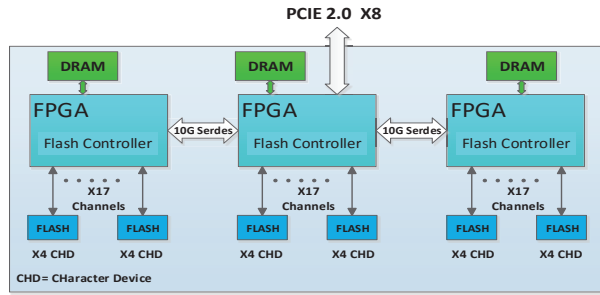 PCIE 2.0 X8
DRAM DRAM DRAM
FPGA FPGA FPGA
10G Serdes 10G Serdes
Flash Controller Flash Controller Flash Controller
X17 X17 X17
Channels Channels Channels
FLASH FLASH FLASH FLASH FLASH FLASH
X4 CHD X4 CHD X4 CHD X4 CHD X4 CHD X4 CHD
CHD= CHaracter Device